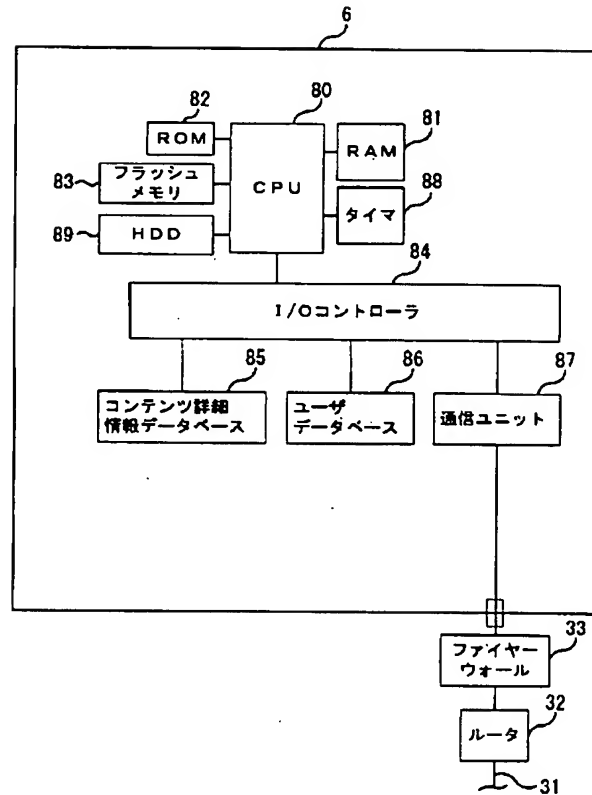 6
82
80
81
ROM
RAM
83
フラッシュ
メモリ
CPU
88
タイマ
89
HDD
84
I/Oコントローラ
85
86
87
コンテンツ詳細
情報データベース
ユーザ
データベース
通信ユニット
ファイヤー
ウォール
33
32
ルータ
31